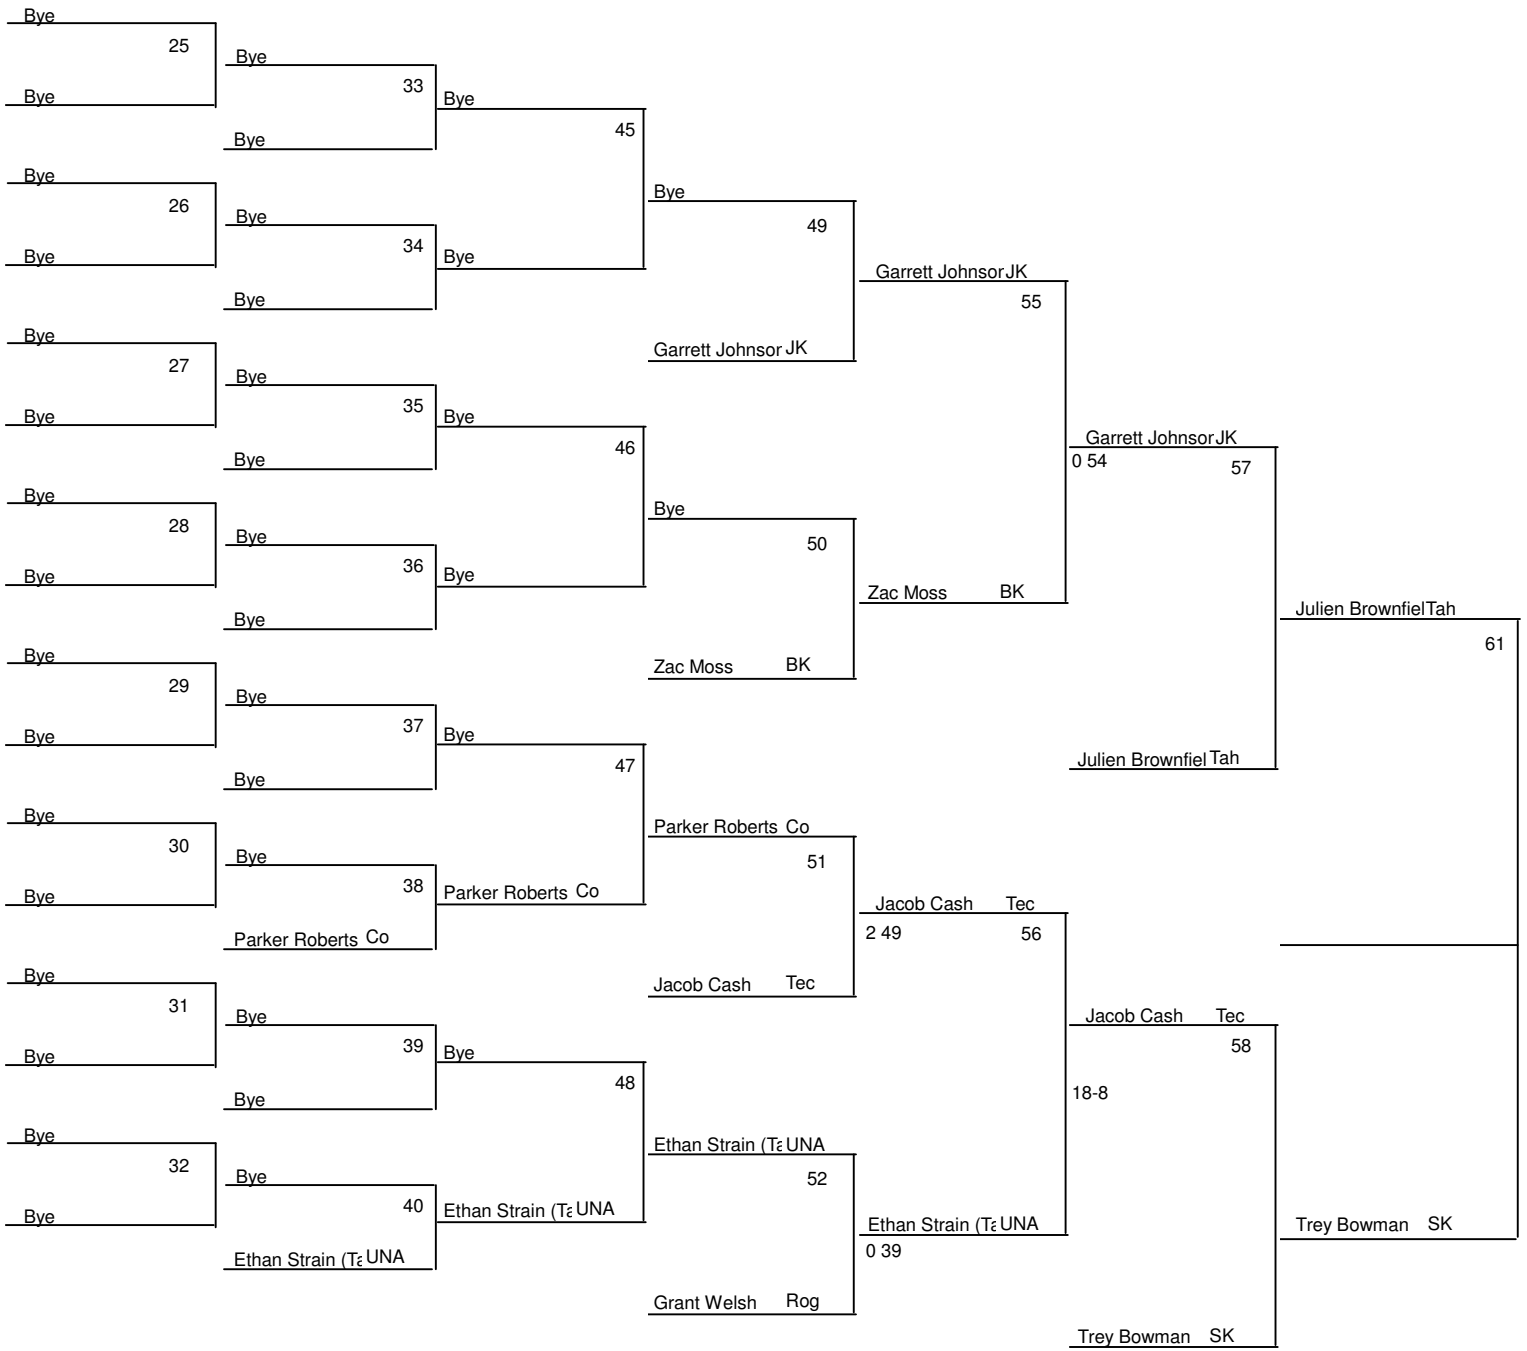 Bye
25
Bye
Bye
33
Bye
Bye
Bye
45
Bye
26
Bye
Bye
34
Bye
Bye
Bye
49
Garrett Johnsor JK
Garrett Johnsor JK
55
Bye
27
Bye
Bye
35
Bye
Bye
46
Bye
28
Bye
Bye
36
Bye
Bye
Bye
50
Zac Moss BK
Zac Moss BK
Garrett Johnsor JK
0 54
57
Julien Brownfiel Tah
Julien Brownfiel Tah
61
Bye
29
Bye
Bye
37
Bye
Bye
47
Bye
30
Bye
Bye
38
Parker Roberts Co
Parker Roberts Co
Parker Roberts Co
51
Jacob Cash Tec
Jacob Cash Tec
2 49
56
Bye
31
Bye
Bye
39
Bye
Bye
48
Bye
32
Bye
Bye
40
Ethan Strain (Ta UNA
Ethan Strain (Ta UNA
Ethan Strain (Ta UNA
52
Grant Welsh Rog
Ethan Strain (Ta UNA
0 39
Jacob Cash Tec
58
18-8
Trey Bowman SK
Trey Bowman SK